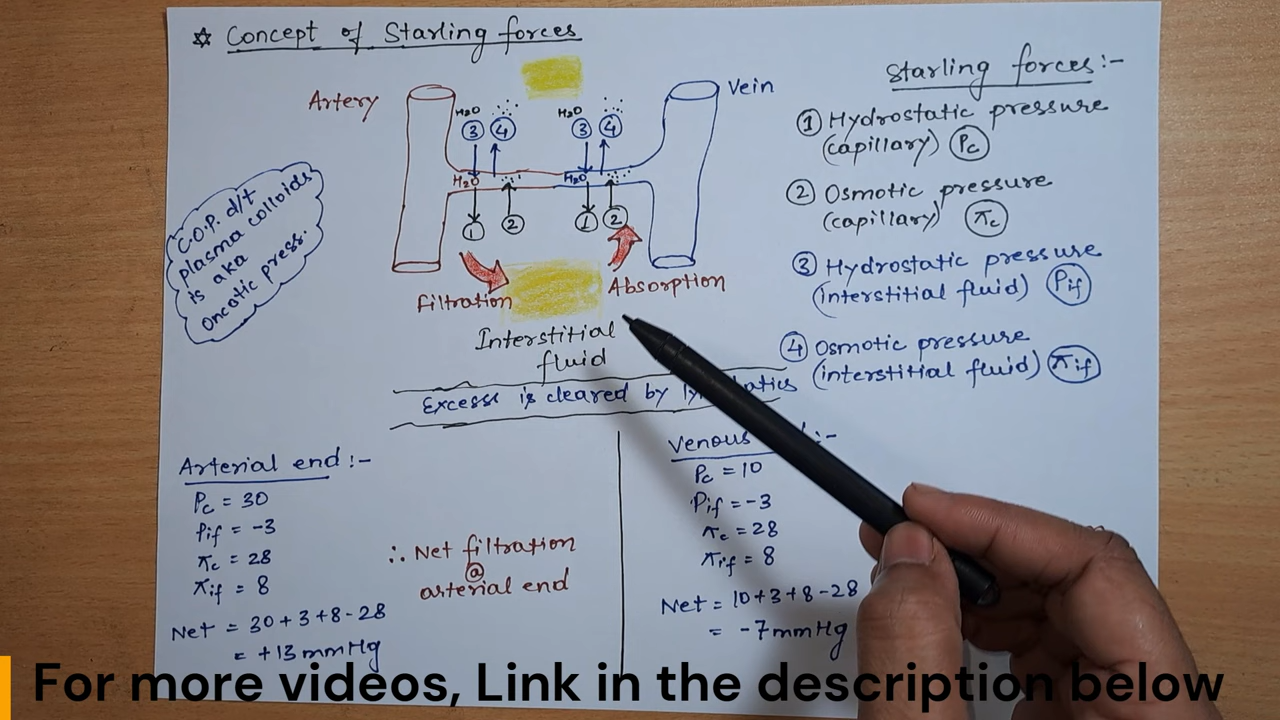 ☆ Concept of Starling forces
Artery
Vein
H₂O
H₂O
3 4
3 4
H₂O
H₂O
1 2
1 2
Filtration
Absorption
Interstitial
fluid
Excess is cleared by
C.O.P. d/t
plasma colloids
is aka
oncotic press.
Starling forces:-
① Hydrostatic pressure
(capillary) Pc
② Osmotic pressure
(capillary) πc
③ Hydrostatic pressure
(interstitial fluid) Pif
④ Osmotic pressure
(interstitial fluid) πif
Arterial end :-
Pc = 30
Pif = -3
πc = 28
πif = 8
Net = 30+3+8-28
= +13 mmHg
∴ Net filtration
@
arterial end
Venous :-
Pc = 10
Pif = -3
πc = 28
πif = 8
Net = 10+3+8-28
= -7mmHg
For more videos, Link in the description below